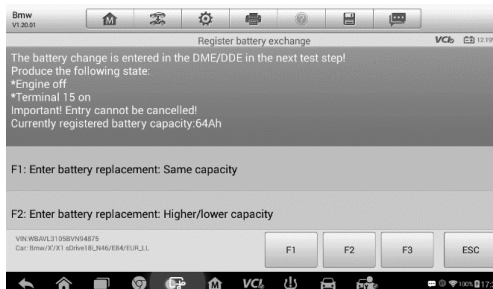 Bmw
V1.20.01
Register battery exchange
VCI
The battery change is entered in the DME/DDE in the next test step!
Produce the following state:
*Engine off
*Terminal 15 on
Important! Entry cannot be cancelled!
Currently registered battery capacity:64Ah
F1: Enter battery replacement: Same capacity
F2: Enter battery replacement: Higher/lower capacity
VIN:WBAVL3105BVN94875
Car: Bmw/X'/X1 sDrive18i_N46/E84/EUR_LL
F1
F2
F3
ESC
VCI
100%